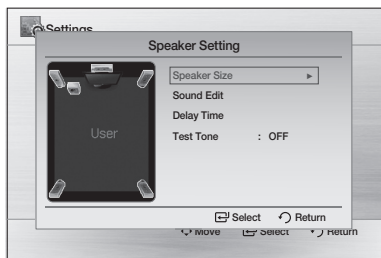 Settings
Speaker Setting
Speaker Size ►
Sound Edit
Delay Time
Test Tone : OFF
User
Select Return
Move Select Return